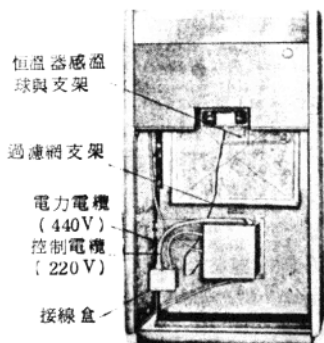 恒溫器感溫
球與支架
過濾網支架
電力電纜
(440V)
控制電纜
(220V)
接線盒